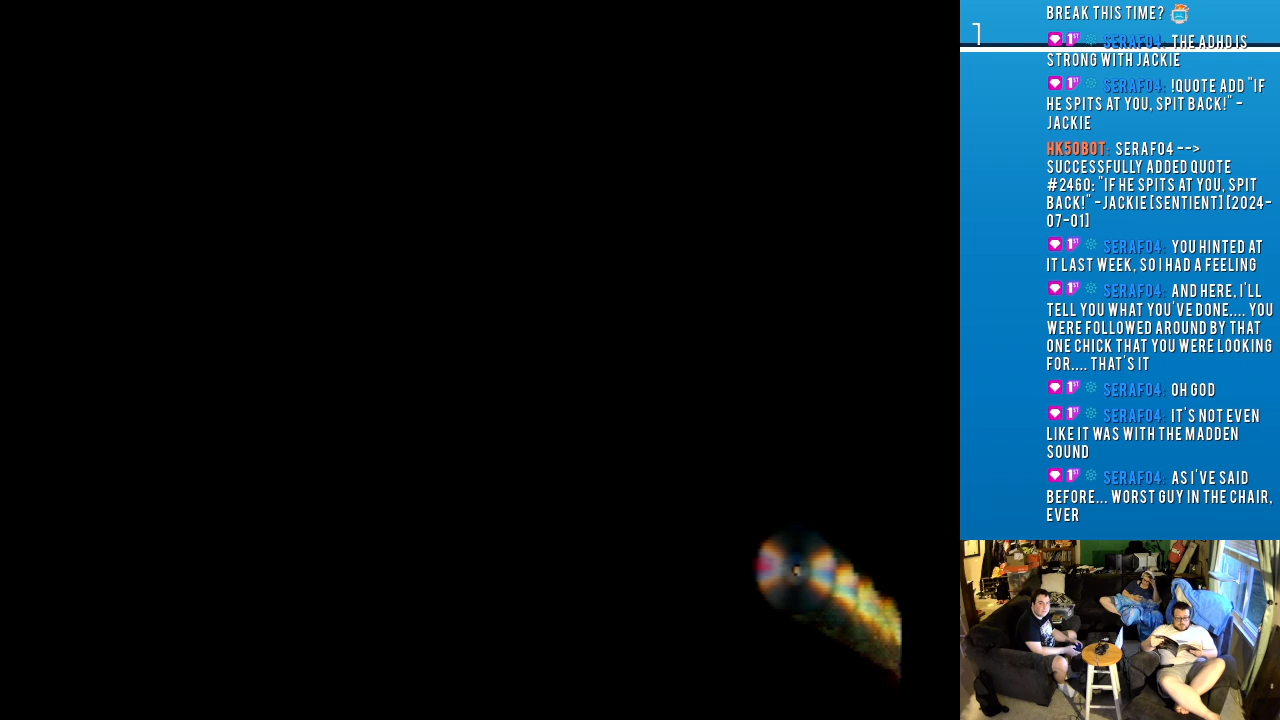 BREAK THIS TIME?
1
SERAF04: THE ADHD IS
STRONG WITH JACKIE
SERAF04: !QUOTE ADD "IF
HE SPITS AT YOU, SPIT BACK!" -
JACKIE
HK50BOT: SERAF04 -->
SUCCESSFULLY ADDED QUOTE
#2460: "IF HE SPITS AT YOU, SPIT
BACK!" -JACKIE [SENTIENT] [2024-
07-01]
SERAF04: YOU HINTED AT
IT LAST WEEK, SO I HAD A FEELING
SERAF04: AND HERE, I'LL
TELL YOU WHAT YOU'VE DONE.... YOU
WERE FOLLOWED AROUND BY THAT
ONE CHICK THAT YOU WERE LOOKING
FOR.... THAT'S IT
SERAF04: OH GOD
SERAF04: IT'S NOT EVEN
LIKE IT WAS WITH THE MADDEN
SOUND
SERAF04: AS I'VE SAID
BEFORE... WORST GUY IN THE CHAIR,
EVER